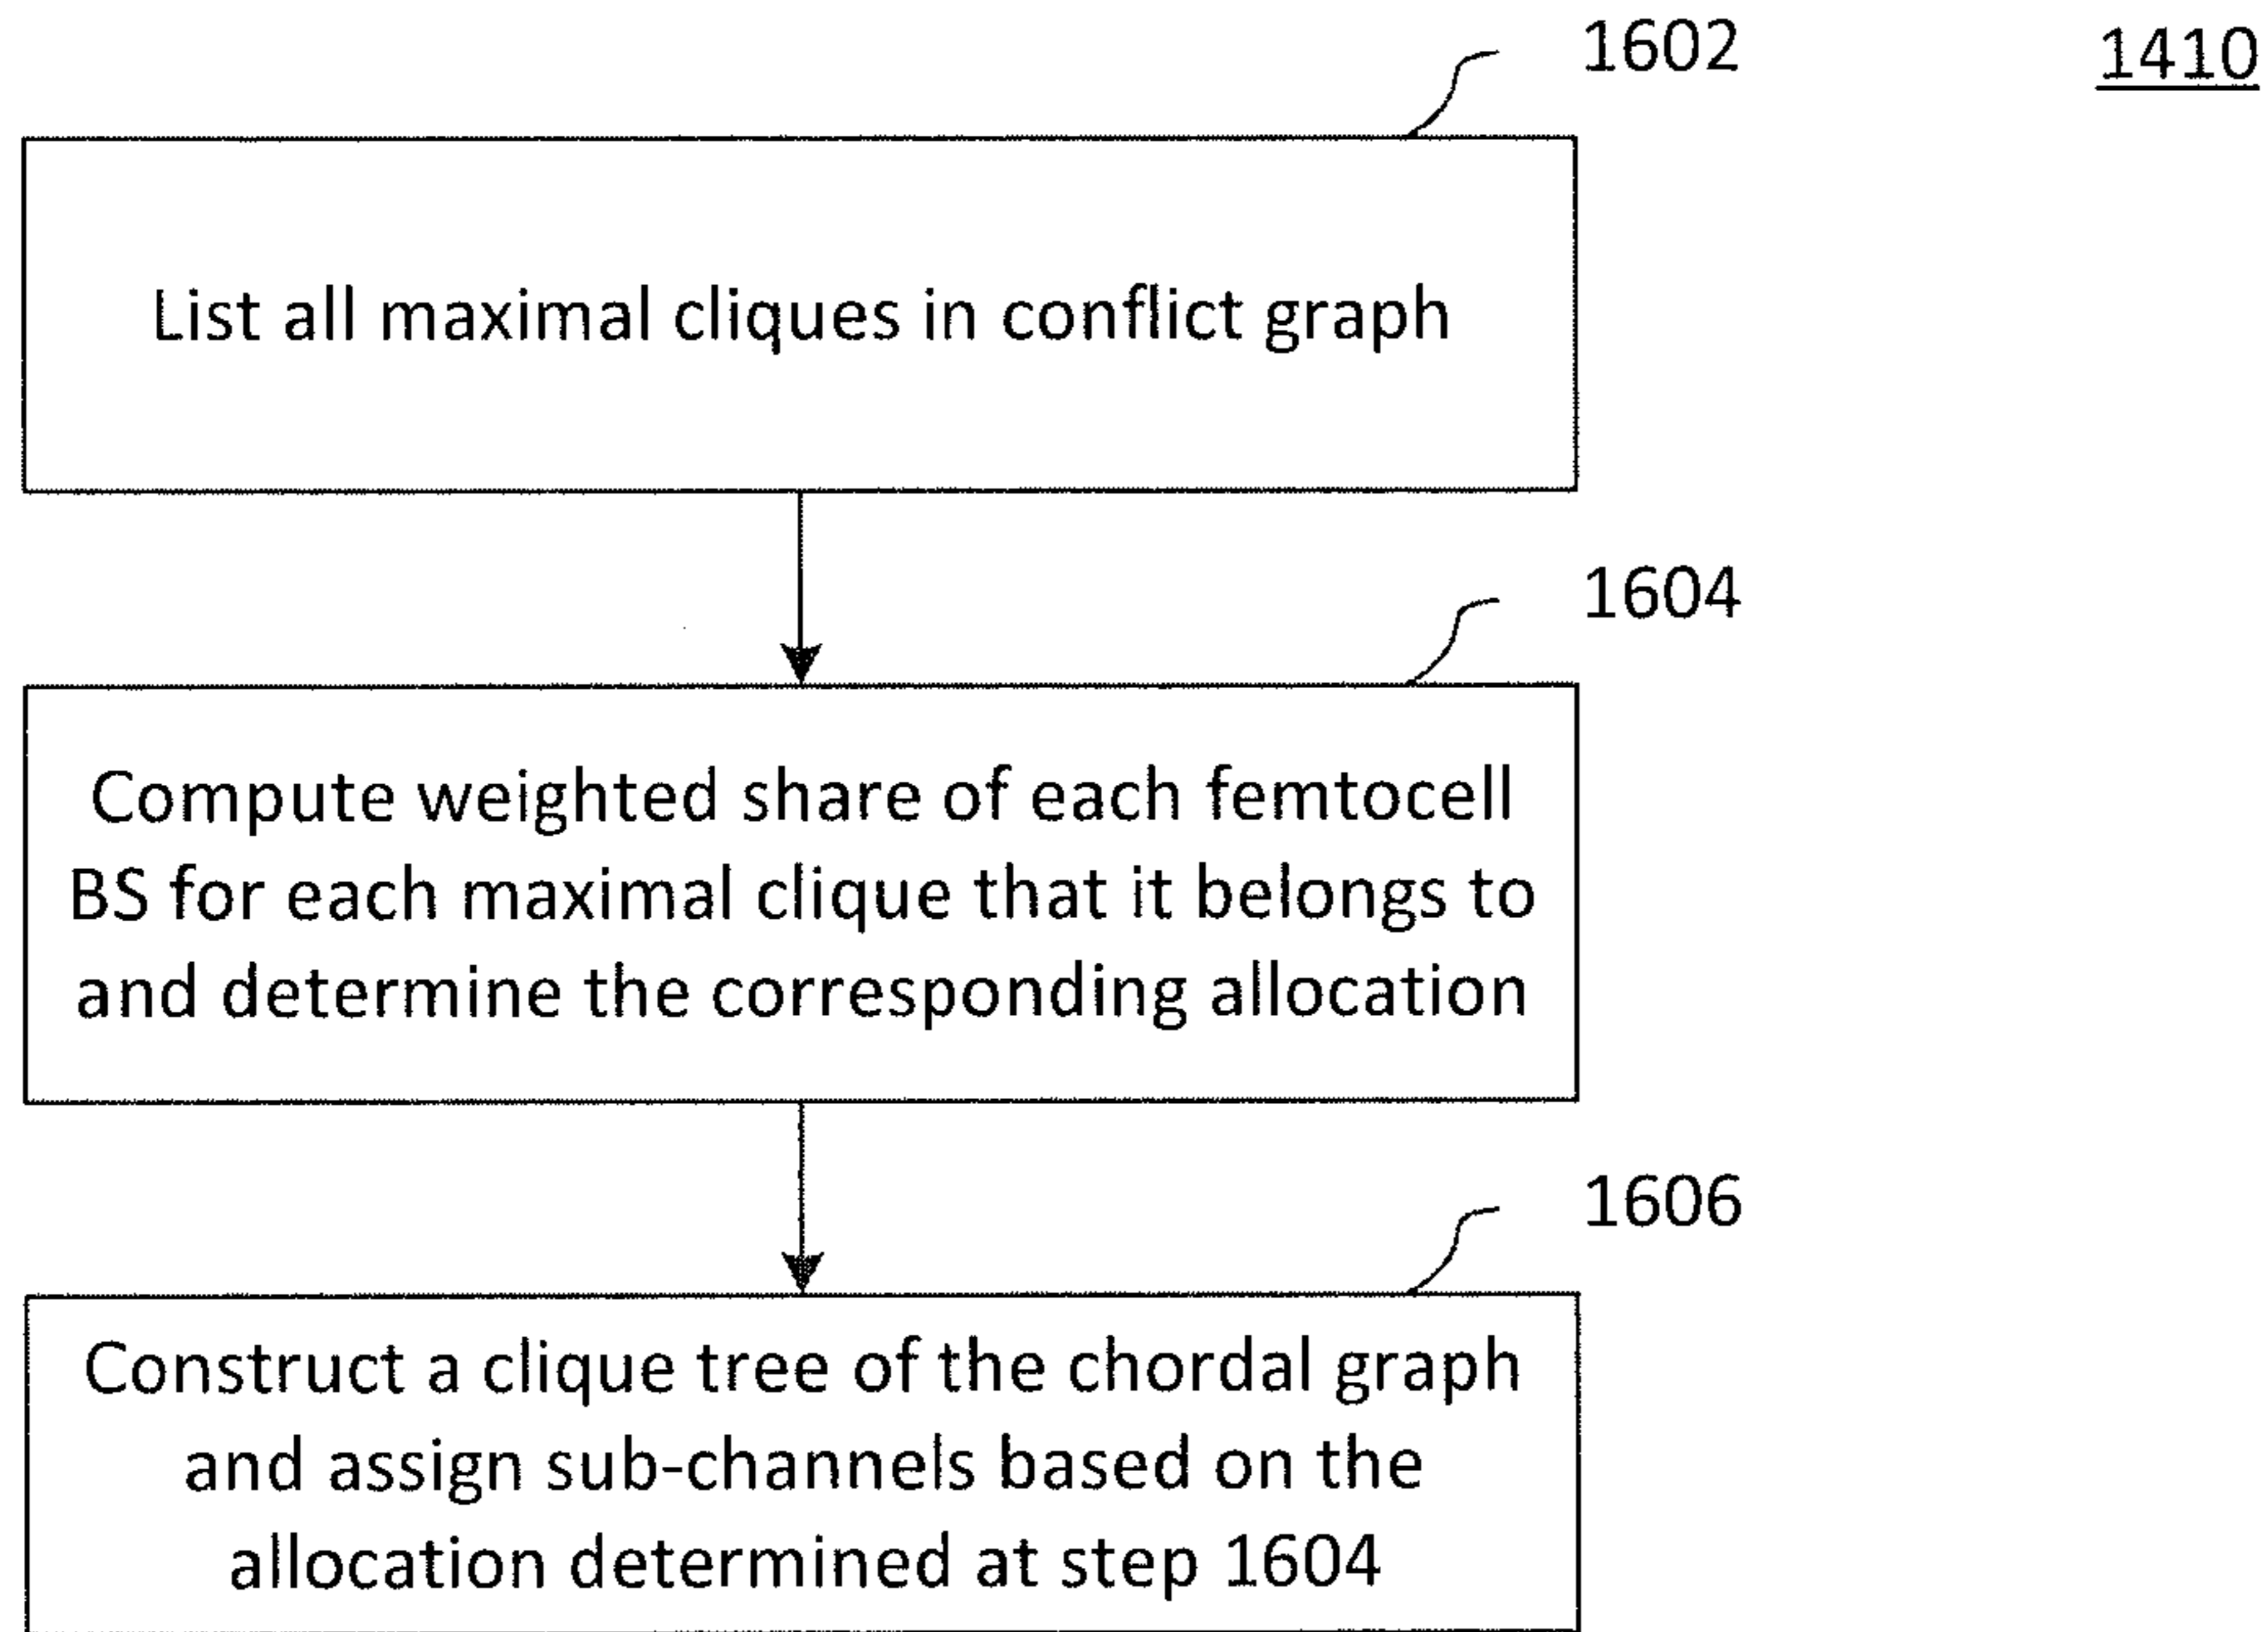 1602
1410
List all maximal cliques in conflict graph
1604
Compute weighted share of each femtocell
BS for each maximal clique that it belongs to
and determine the corresponding allocation
1606
Construct a clique tree of the chordal graph
and assign sub-channels based on the
allocation determined at step 1604